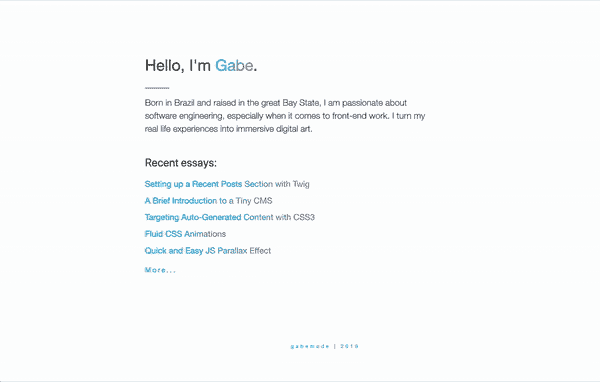 Hello, I'm Gabe.
Born in Brazil and raised in the great Bay State, I am passionate about
software engineering, especially when it comes to front-end work. I turn my
real life experiences into immersive digital art.
Recent essays:
Setting up a Recent Posts Section with Twig
A Brief Introduction to a Tiny CMS
Targeting Auto-Generated Content with CSS3
Fluid CSS Animations
Quick and Easy JS Parallax Effect
More...
gabemade | 2016